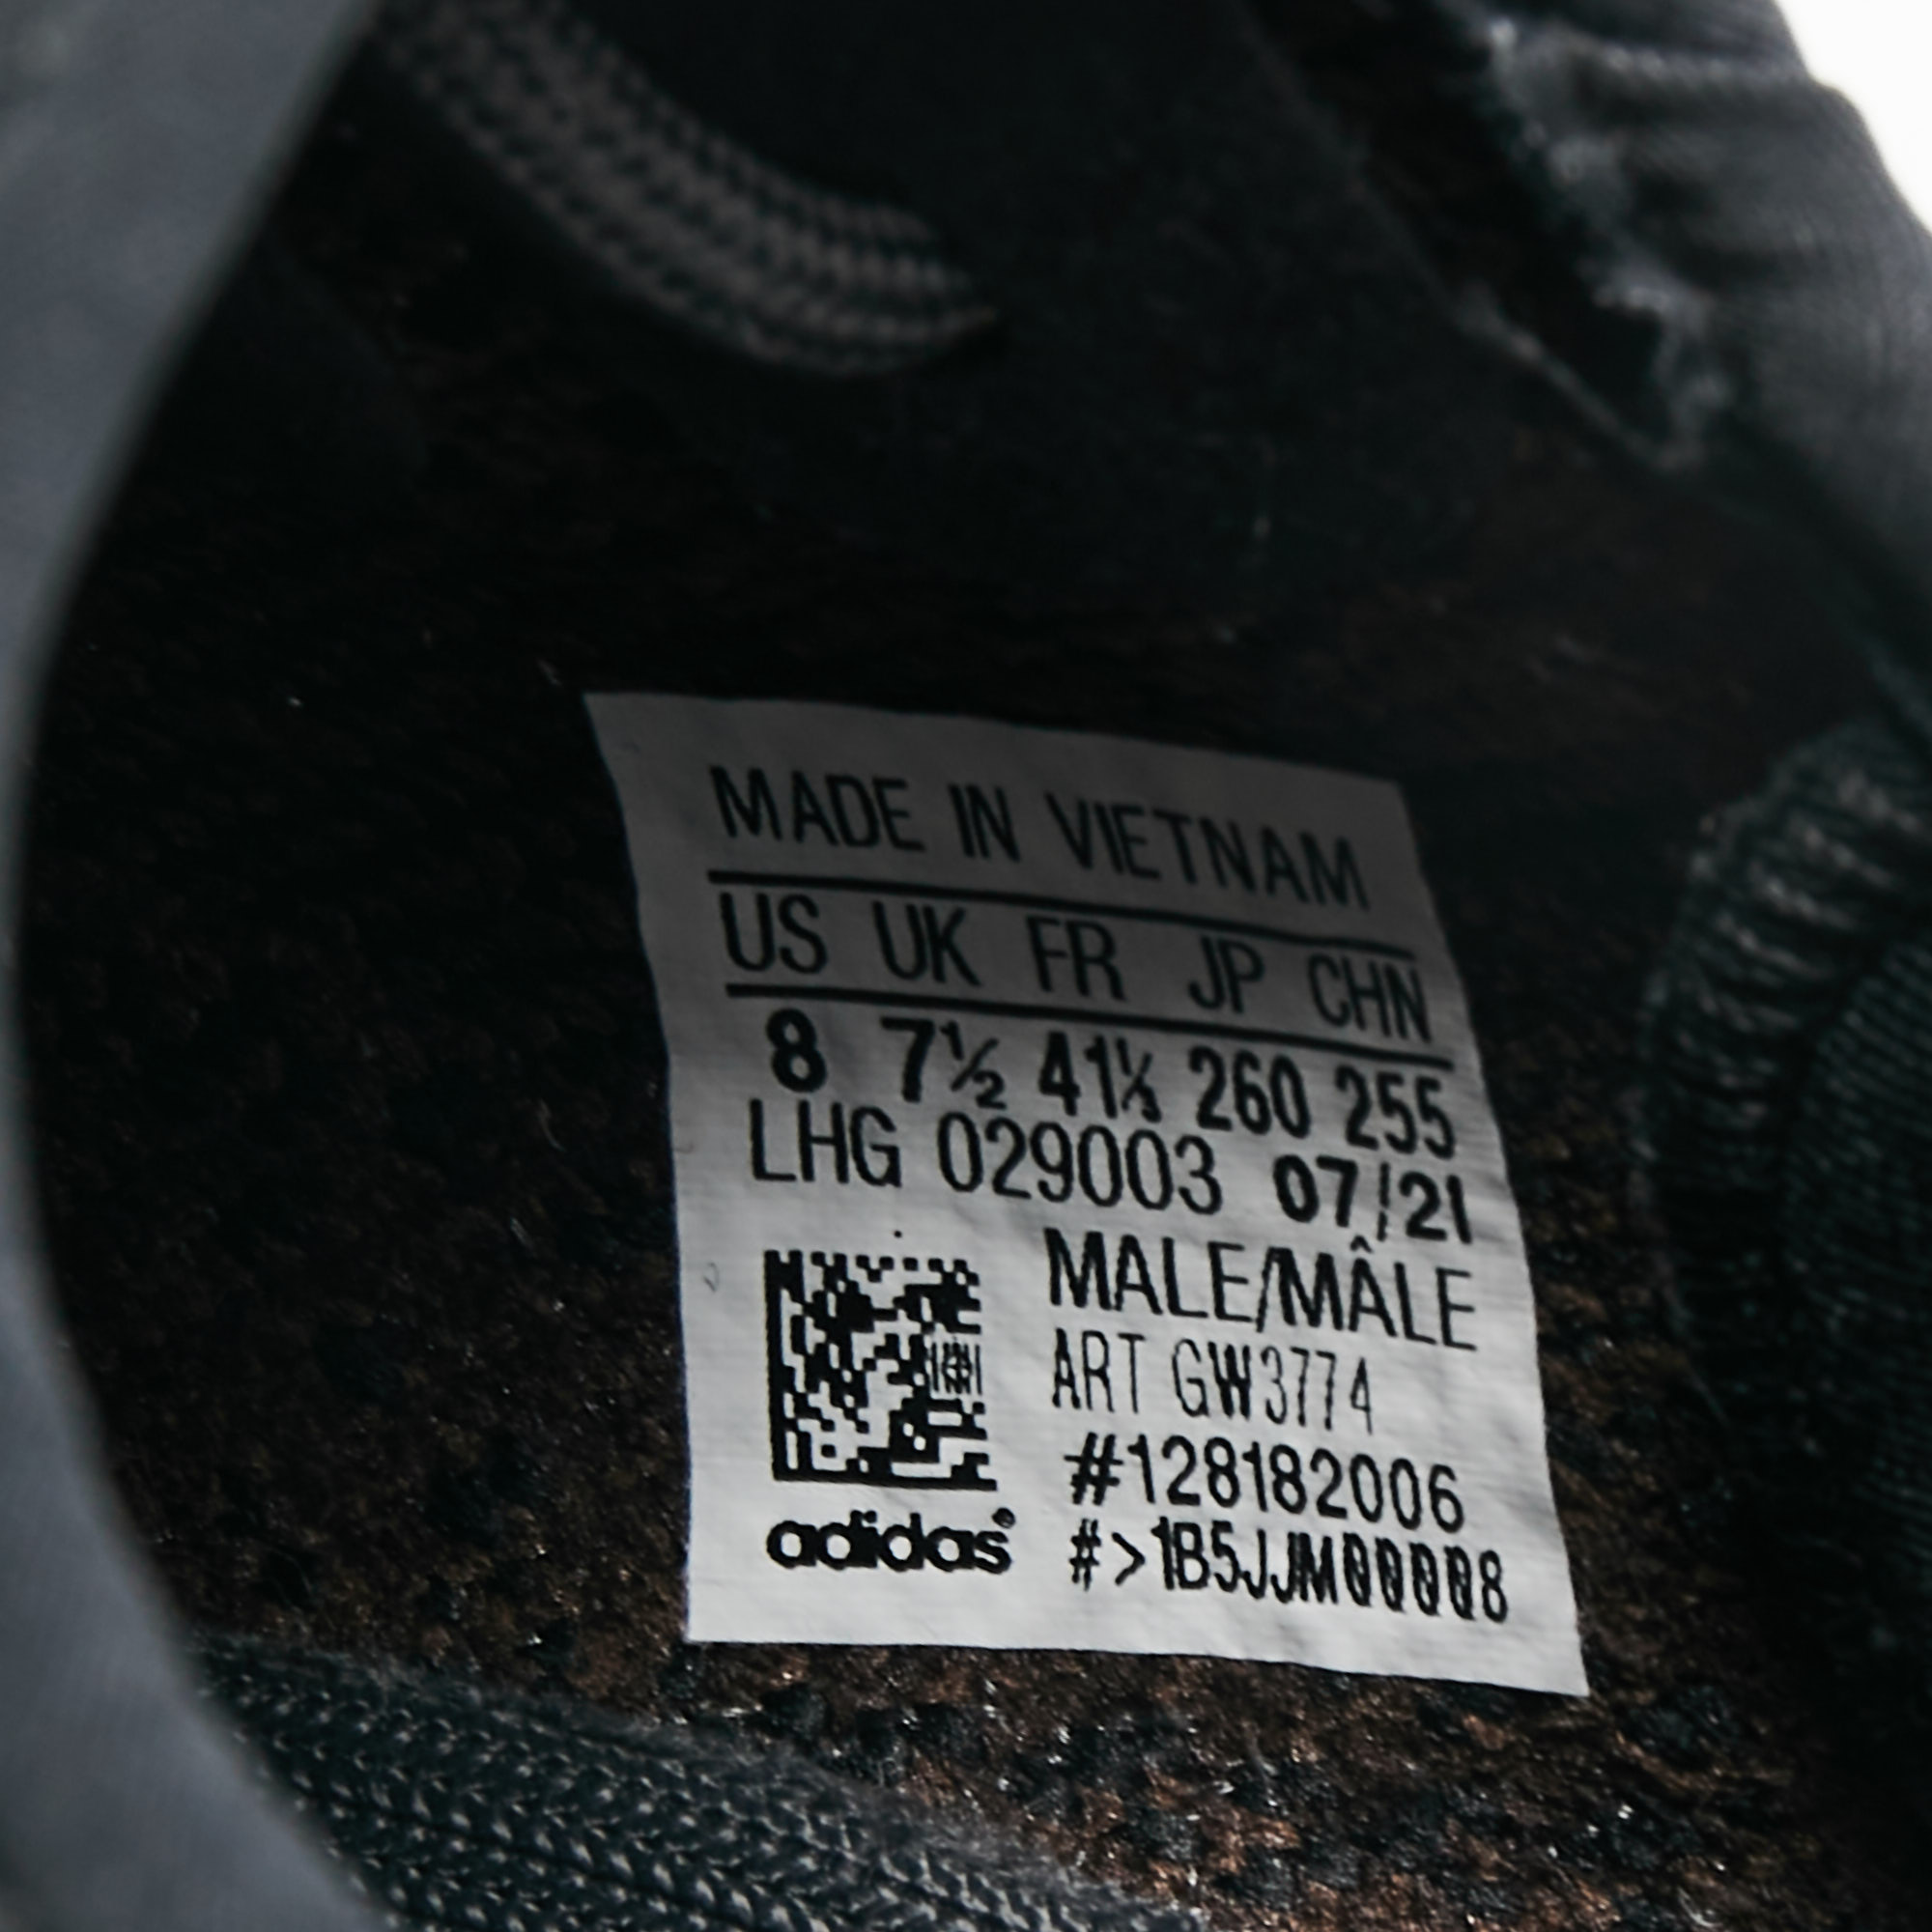 MADE IN VIETNAM
US UK FR JP CHN
8 7½ 41⅓ 260 255
LHG 029003 07/21
MALE/MÂLE
ART GW3774
#128182006
#>1B5JJM00008
adidas®